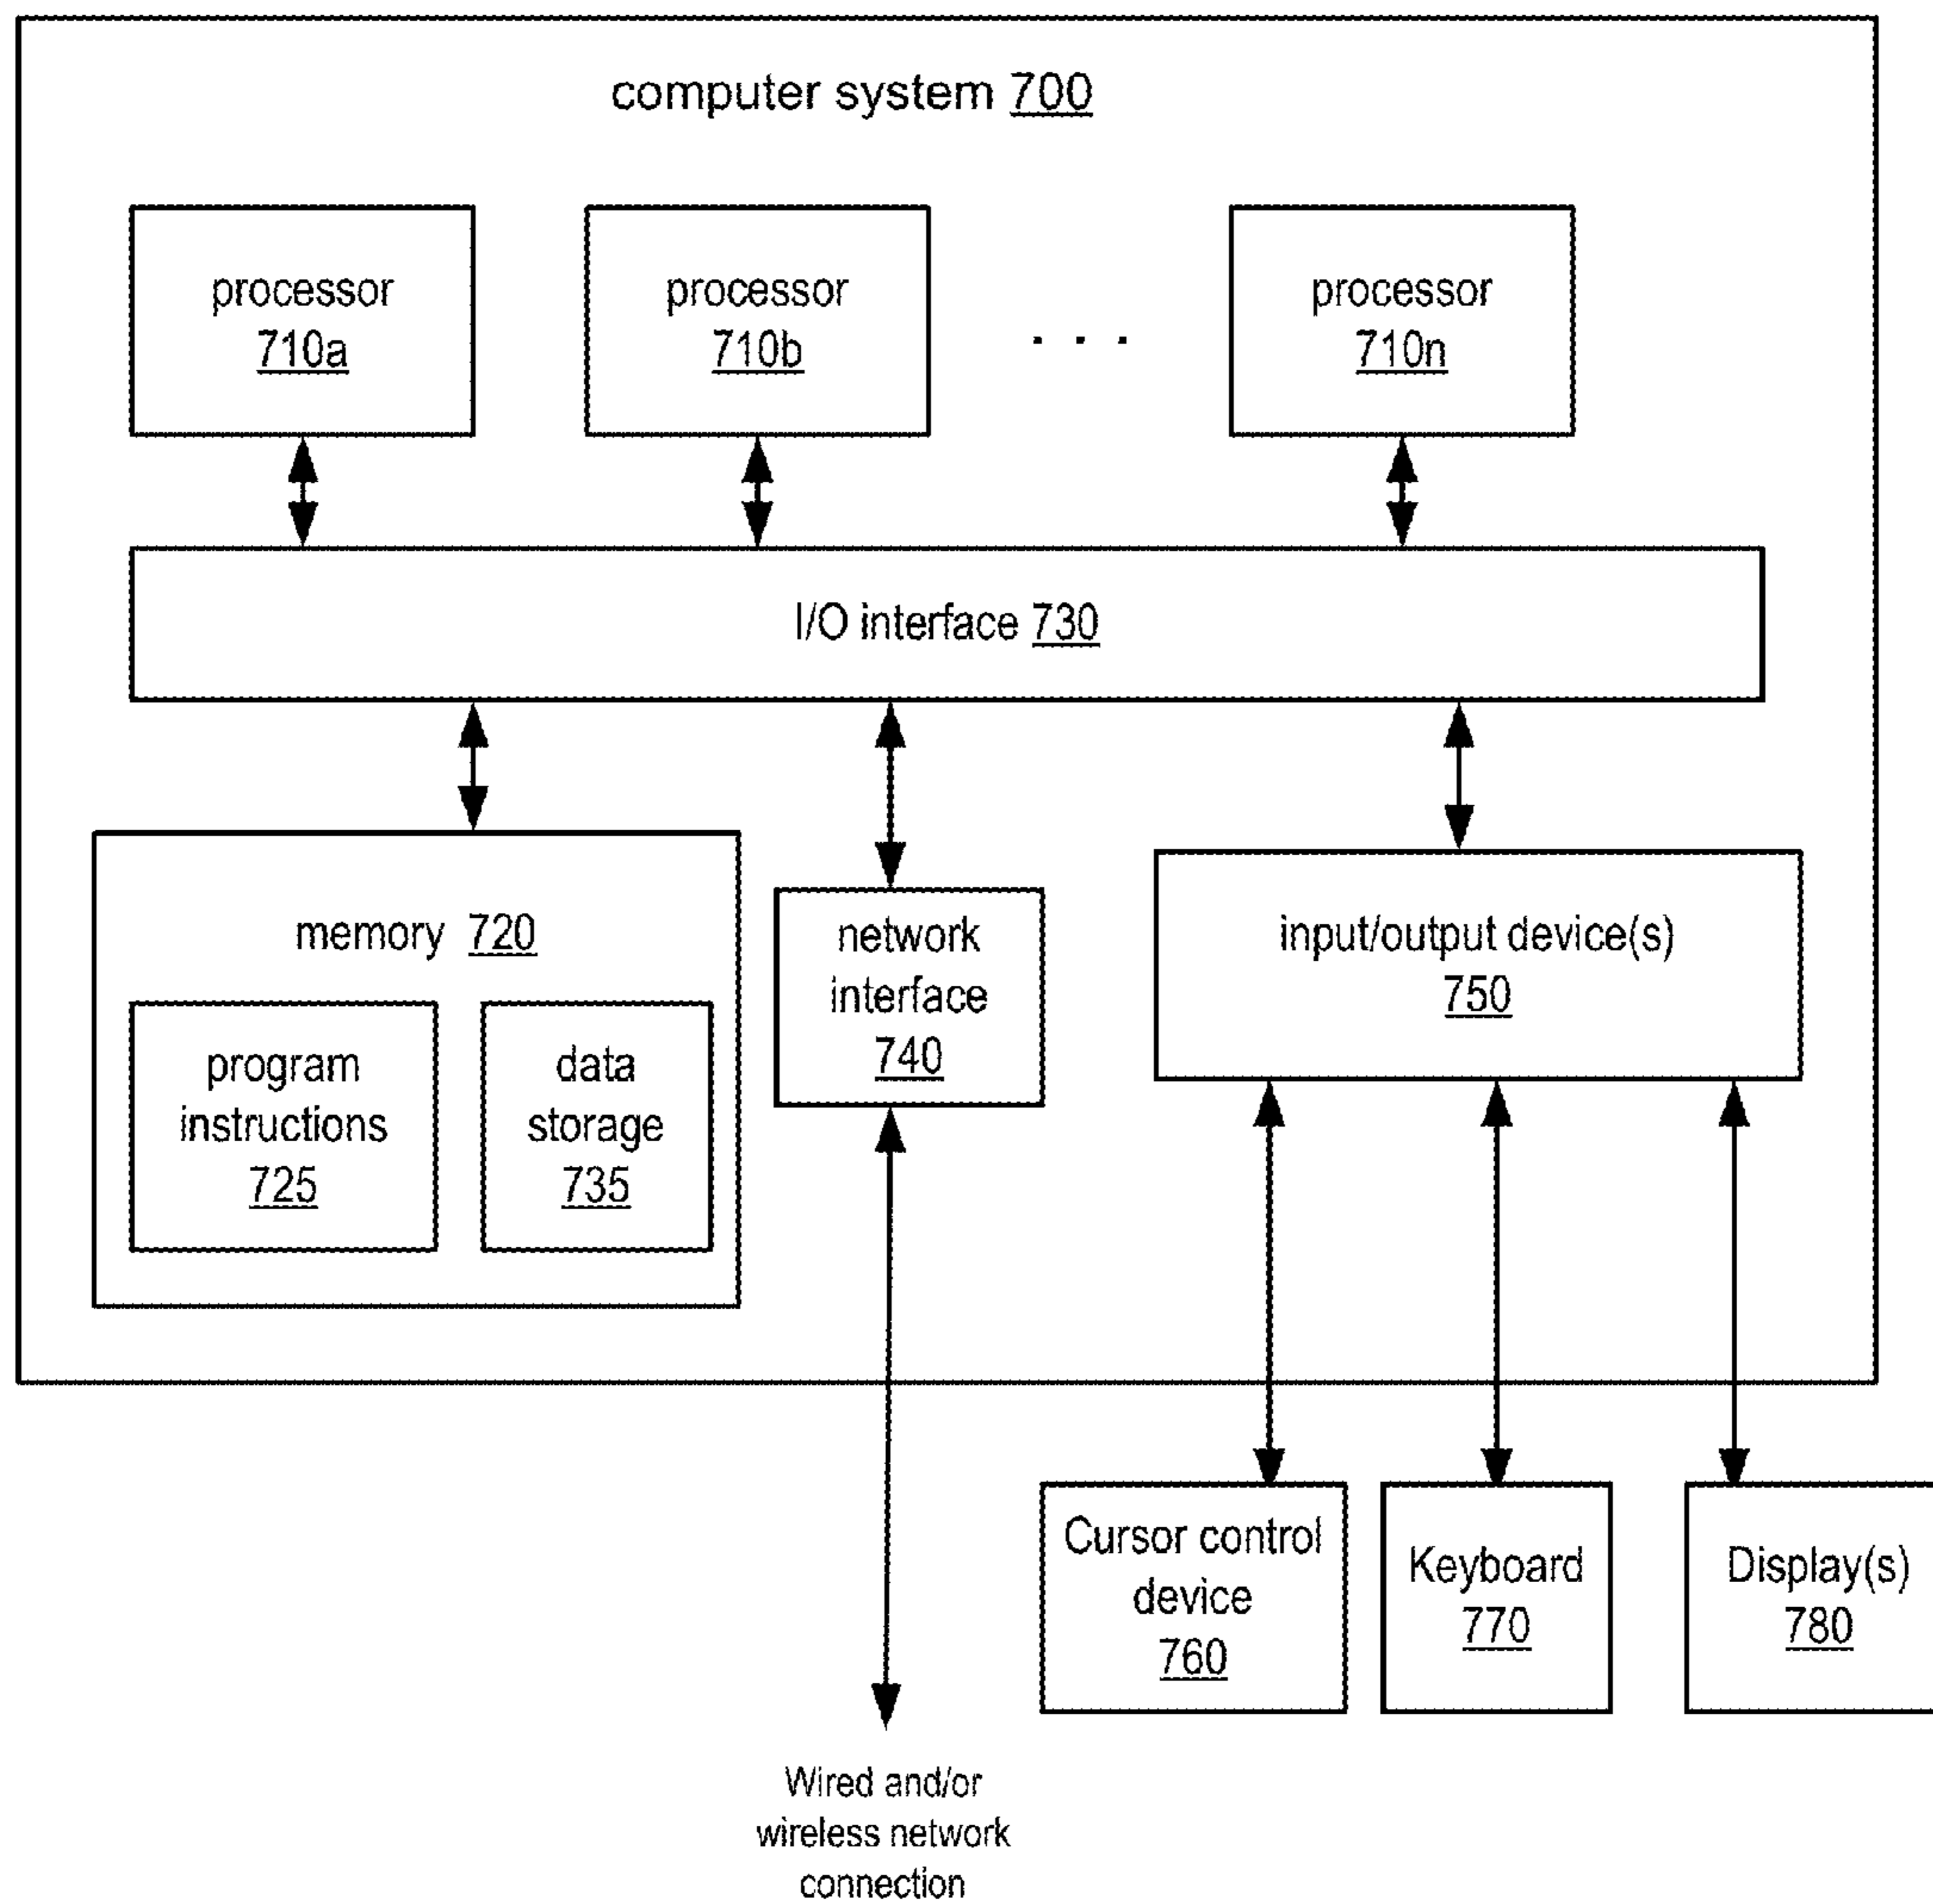 computer system 700
processor
710a
processor
710b
. . .
processor
710n
I/O interface 730
memory 720
program
instructions
725
data
storage
735
network
interface
740
input/output device(s)
750
Cursor control
device
760
Keyboard
770
Display(s)
780
Wired and/or
wireless network
connection